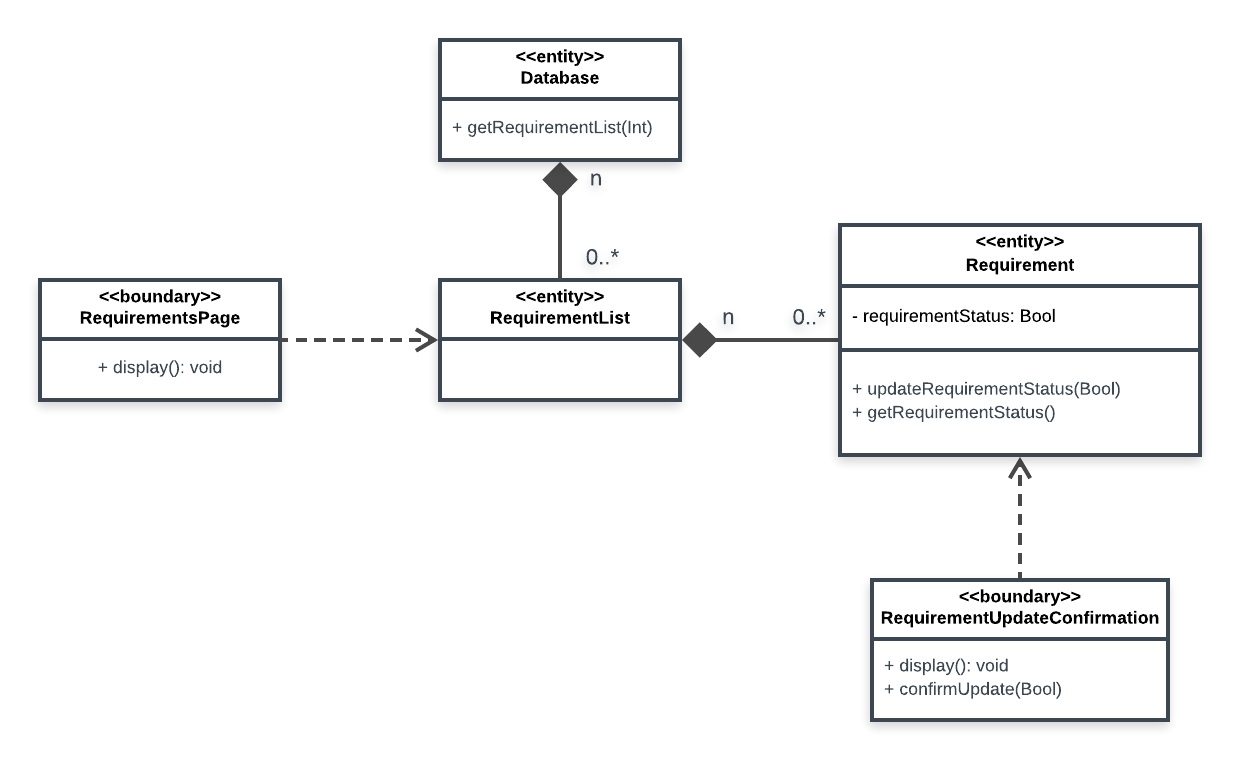 <<entity>>
Database
+ getRequirementList(Int)
n
0..*
<<boundary>>
RequirementsPage
+ display(): void
<<entity>>
RequirementList
n
0..*
<<entity>>
Requirement
- requirementStatus: Bool
+ updateRequirementStatus(Bool)
+ getRequirementStatus()
<<boundary>>
RequirementUpdateConfirmation
+ display(): void
+ confirmUpdate(Bool)